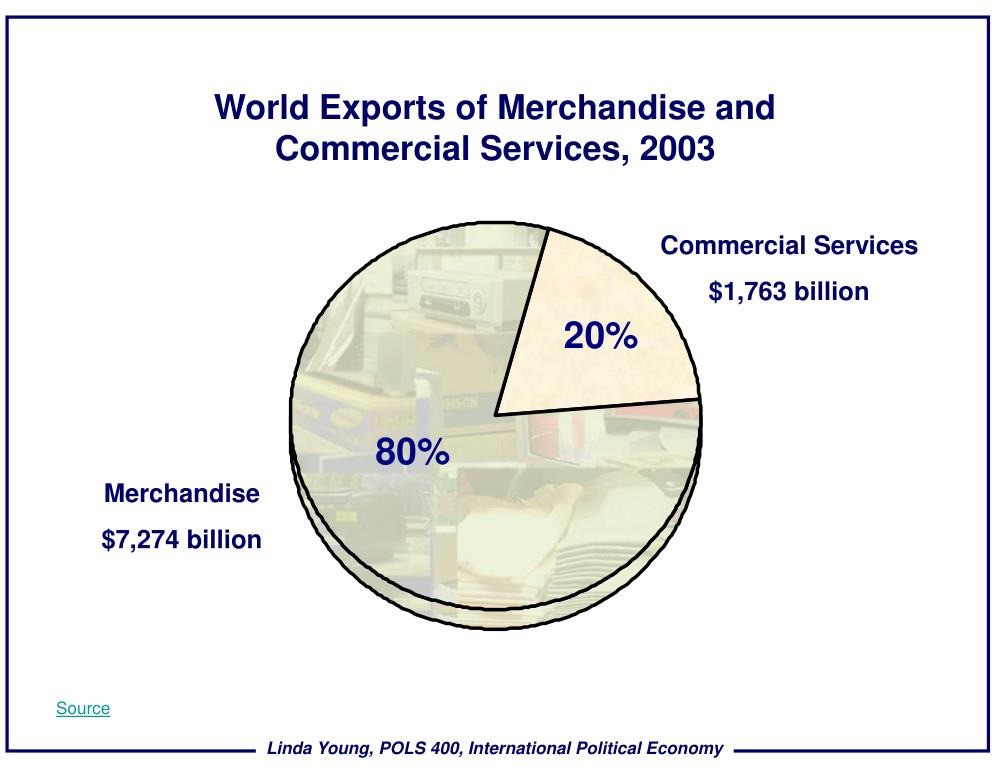 World Exports of Merchandise and
Commercial Services, 2003
Commercial Services
$1,763 billion
20%
80%
Merchandise
$7,274 billion
Source
Linda Young, POLS 400, International Political Economy